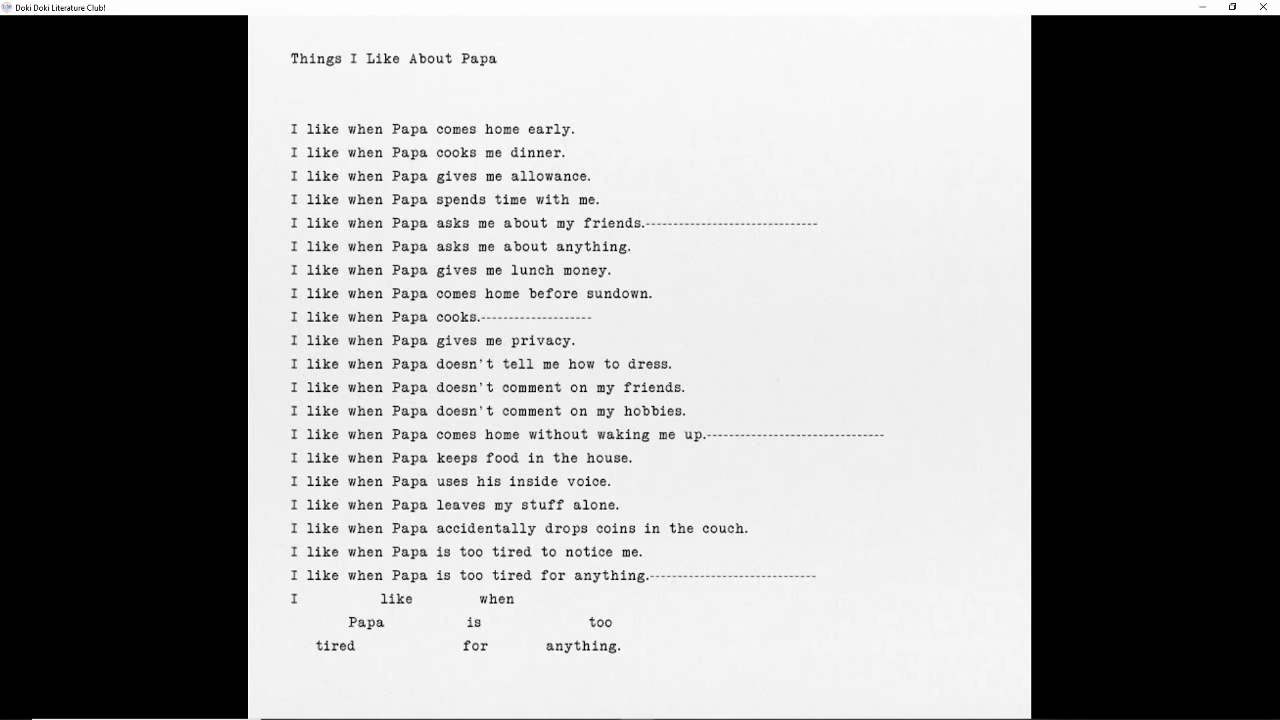 Doki Doki Literature Club!
Things I Like About Papa
I like when Papa comes home early.
I like when Papa cooks me dinner.
I like when Papa gives me allowance.
I like when Papa spends time with me.
I like when Papa asks me about my friends.-------------------------------
I like when Papa asks me about anything.
I like when Papa gives me lunch money.
I like when Papa comes home before sundown.
I like when Papa cooks.--------------------
I like when Papa gives me privacy.
I like when Papa doesn't tell me how to dress.
I like when Papa doesn't comment on my friends.
I like when Papa doesn't comment on my hobbies.
I like when Papa comes home without waking me up.--------------------------------
I like when Papa keeps food in the house.
I like when Papa uses his inside voice.
I like when Papa leaves my stuff alone.
I like when Papa accidentally drops coins in the couch.
I like when Papa is too tired to notice me.
I like when Papa is too tired for anything.------------------------------
I like when
Papa is too
tired for anything.